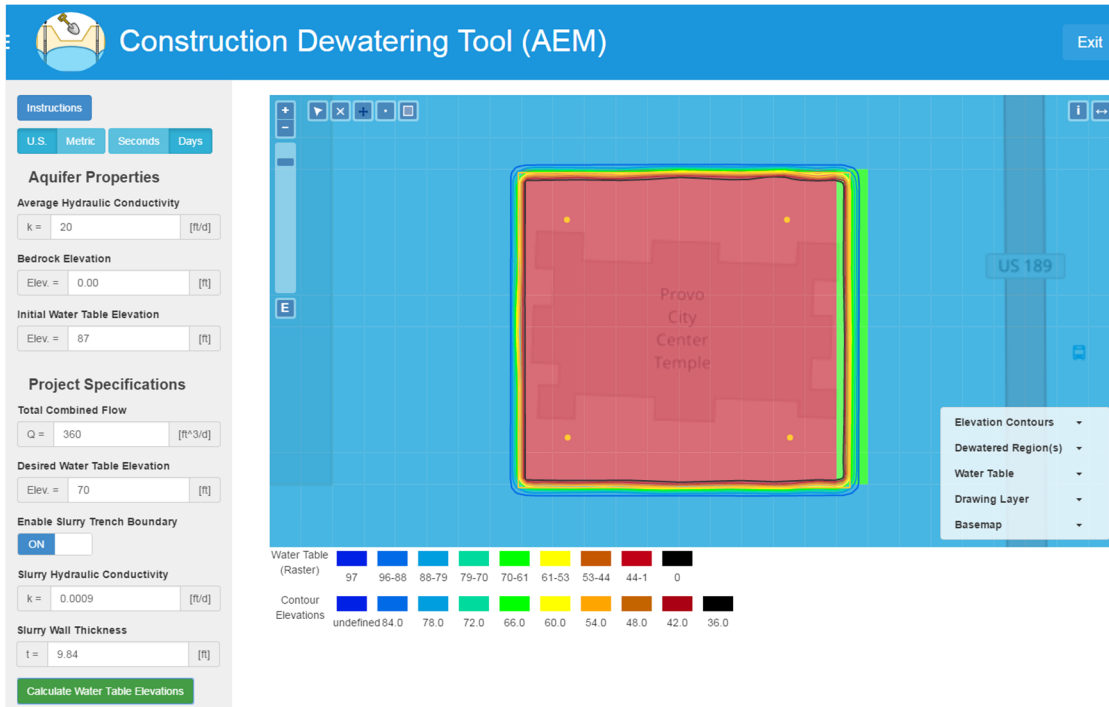 Construction Dewatering Tool (AEM)
Exit
Instructions
U.S. Metric Seconds Days
Aquifer Properties
Average Hydraulic Conductivity
k = 20 [ft/d]
Bedrock Elevation
Elev. = 0.00 [ft]
Initial Water Table Elevation
Elev. = 87 [ft]
Project Specifications
Total Combined Flow
Q = 360 [ft^3/d]
Desired Water Table Elevation
Elev. = 70 [ft]
Enable Slurry Trench Boundary
ON
Slurry Hydraulic Conductivity
k = 0.0009 [ft/d]
Slurry Wall Thickness
t = 9.84 [ft]
Calculate Water Table Elevations
+
−
E
i
US 189
Provo
City
Center
Temple
Elevation Contours
Dewatered Region(s)
Water Table
Drawing Layer
Basemap
Water Table
(Raster)
97 96-88 88-79 79-70 70-61 61-53 53-44 44-1 0
Contour
Elevations
undefined 84.0 78.0 72.0 66.0 60.0 54.0 48.0 42.0 36.0